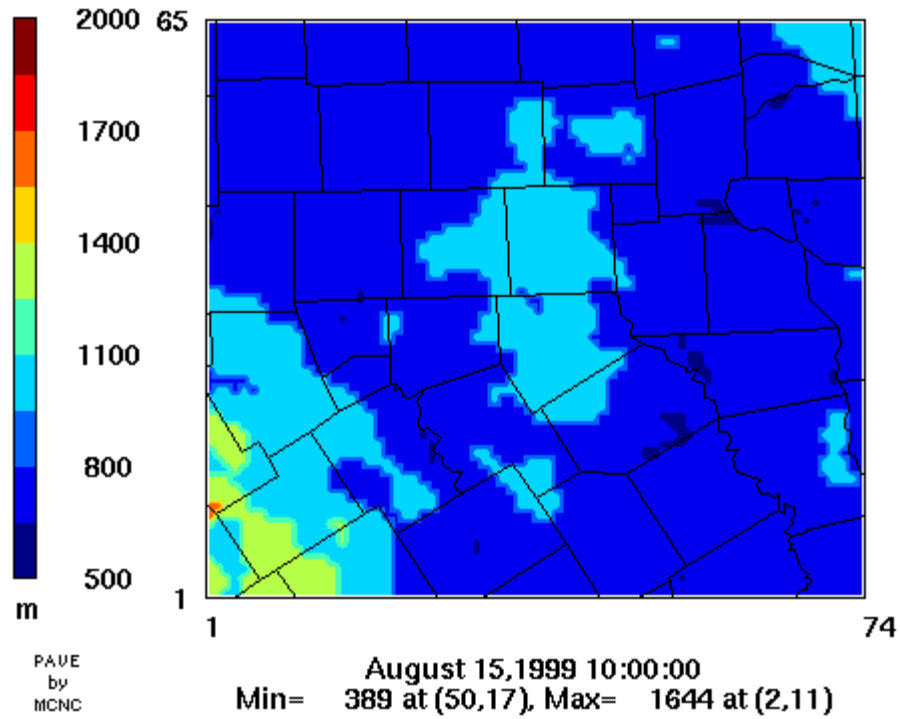 2000
65
1700
1400
1100
800
500
1
m
1
74
PAVE
by
MCNC
August 15,1999 10:00:00
Min= 389 at (50,17), Max= 1644 at (2,11)